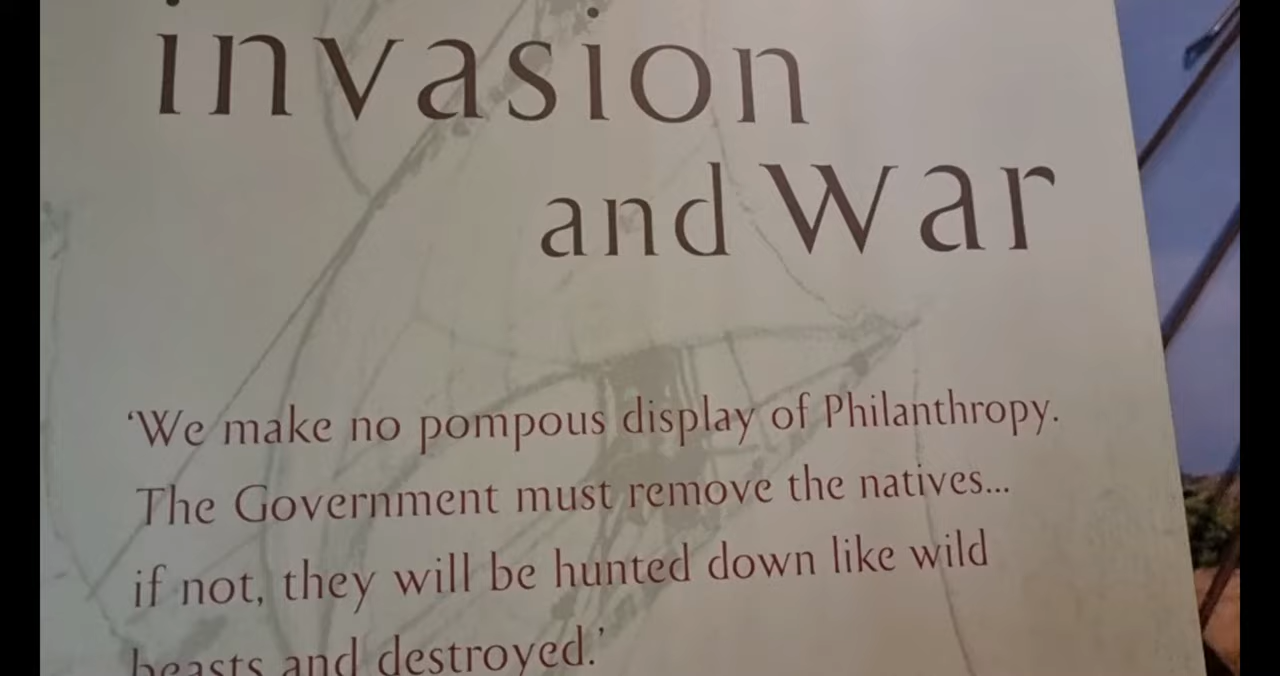 invasion
and war
‘We make no pompous display of Philanthropy.
The Government must remove the natives...
if not, they will be hunted down like wild
beasts and destroyed.’